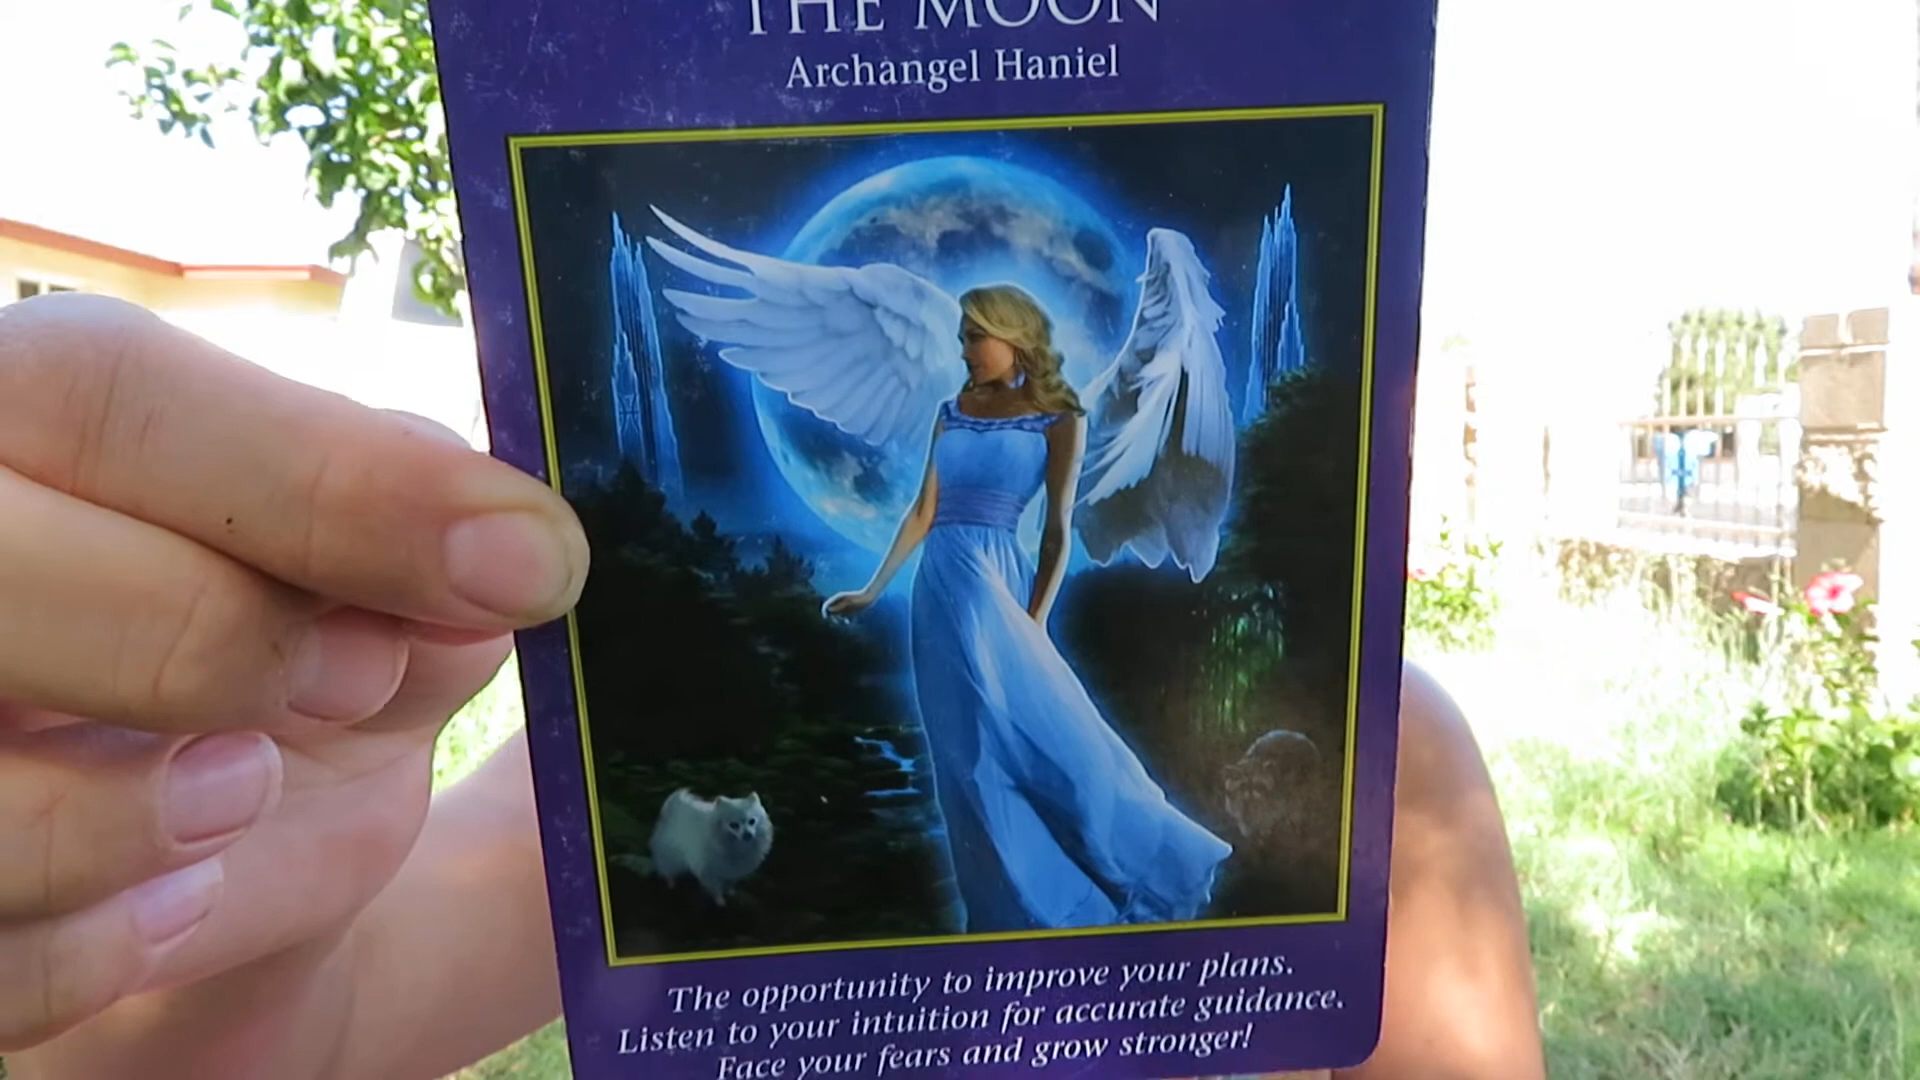 THE MOON
Archangel Haniel
The opportunity to improve your plans.
Listen to your intuition for accurate guidance.
Face your fears and grow stronger!